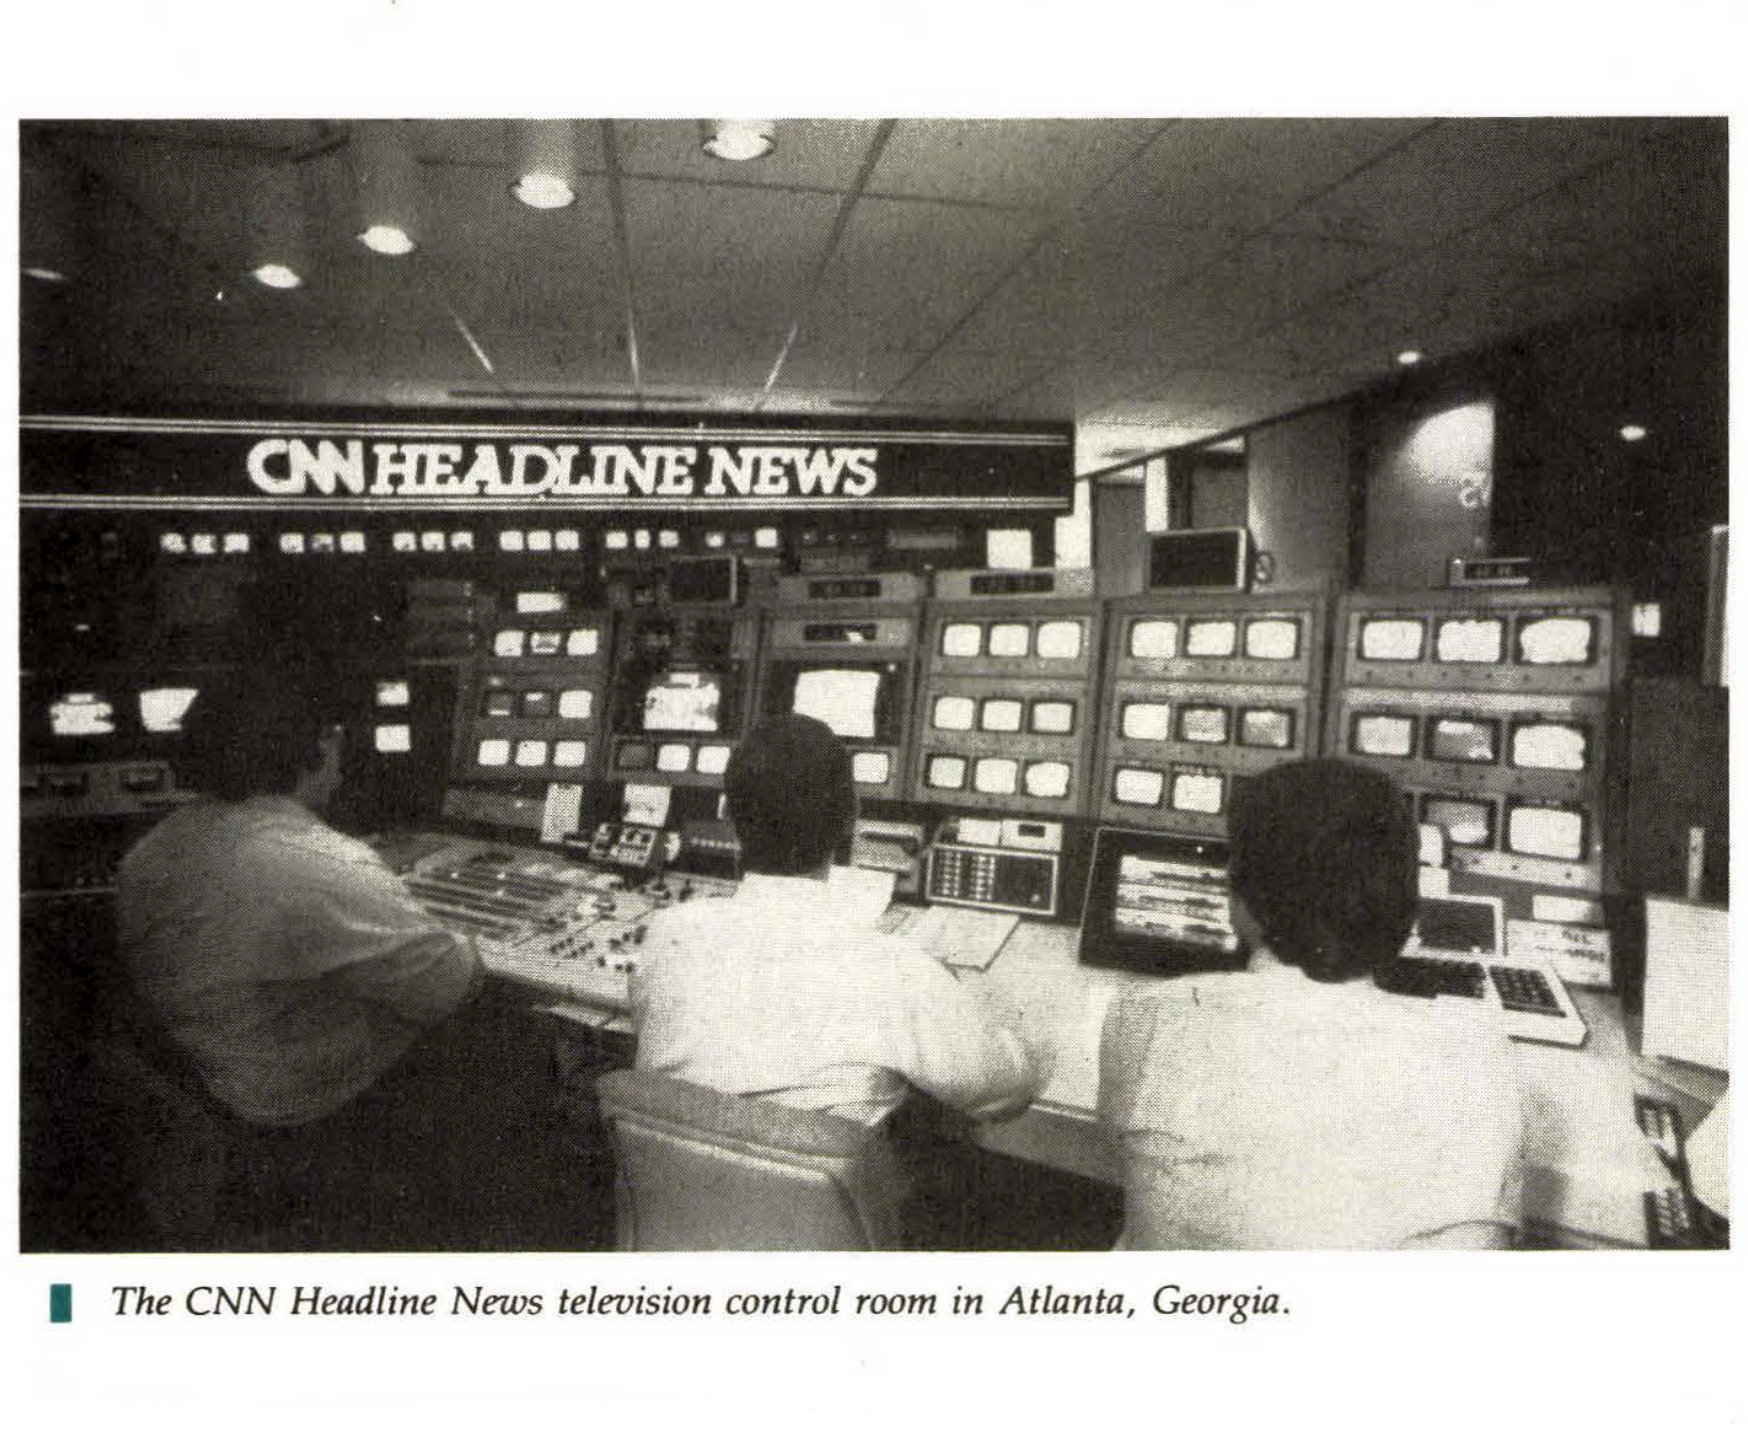 CNN HEADLINE NEWS
The CNN Headline News television control room in Atlanta, Georgia.